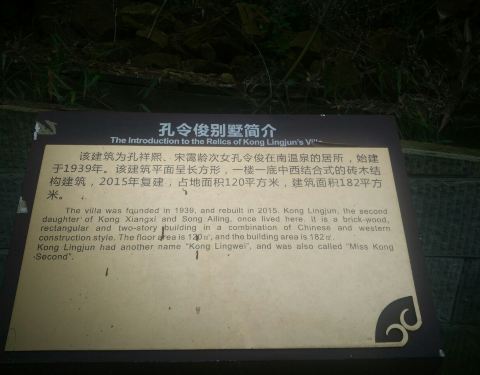 孔令俊别墅简介
The Introduction to the Relics of Kong Lingjun's Villa
该建筑为孔祥熙、宋霭龄次女孔令俊在南温泉的居所，始建
于1939年。该建筑平面呈长方形，一楼一底中西结合式的砖木结
构建筑，2015年复建，占地面积120平方米，建筑面积182平方
米。
The villa was founded in 1939, and rebuilt in 2015. Kong Lingjun, the second
daughter of Kong Xiangxi and Song Ailing, once lived here. It is a brick-wood,
rectangular and two-story building in a combination of Chinese and western
construction style. The floor area is 120㎡, and the building area is 182㎡.
Kong Lingjun had another name "Kong Lingwei", and was also called "Miss Kong
Second".